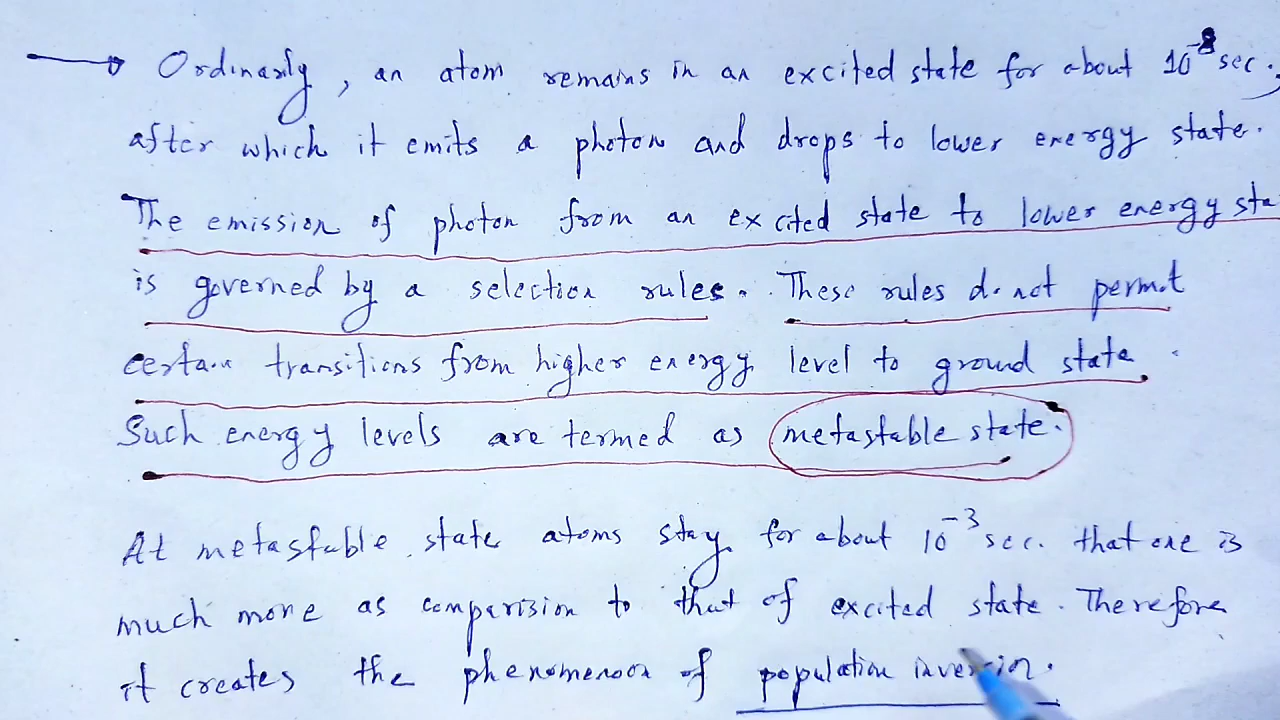 → Ordinarily, an atom remains in an excited state for about 10⁻⁸ sec.,
after which it emits a photon and drops to lower energy state.
The emission of photon from an excited state to lower energy sta
is governed by a selection rules. These rules do not permit
certain transitions from higher energy level to ground state.
Such energy levels are termed as metastable state.
At metastable state atoms stay for about 10⁻³ sec. that one is
much more as comparision to that of excited state. Therefore
it creates the phenomenon of population inversion.